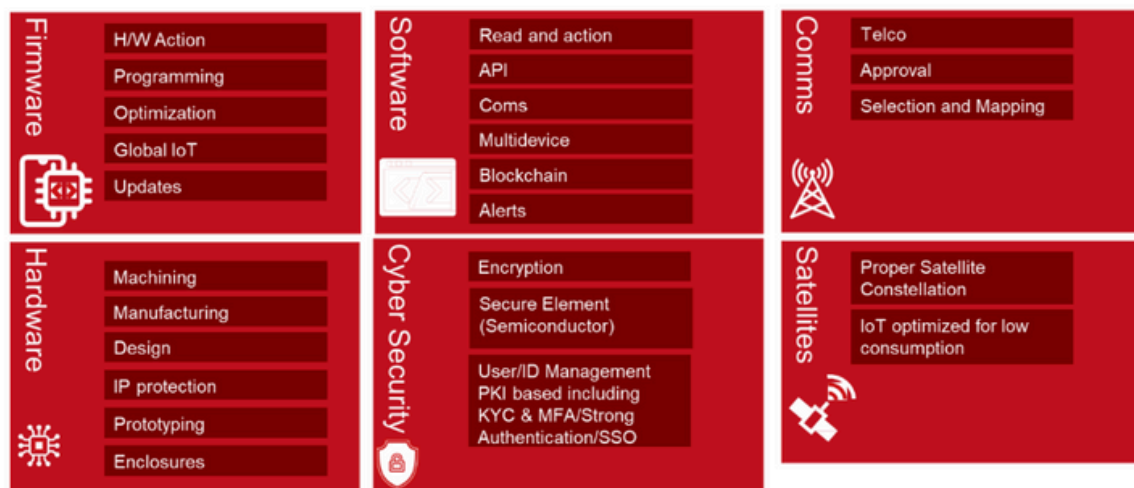 Firmware
H/W Action
Programming
Optimization
Global IoT
Updates
Software
Read and action
API
Coms
Multidevice
Blockchain
Alerts
Comms
Telco
Approval
Selection and Mapping
Hardware
Machining
Manufacturing
Design
IP protection
Prototyping
Enclosures
Cyber Security
Encryption
Secure Element
(Semiconductor)
User/ID Management
PKI based including
KYC & MFA/Strong
Authentication/SSO
Satellites
Proper Satellite
Constellation
IoT optimized for low
consumption